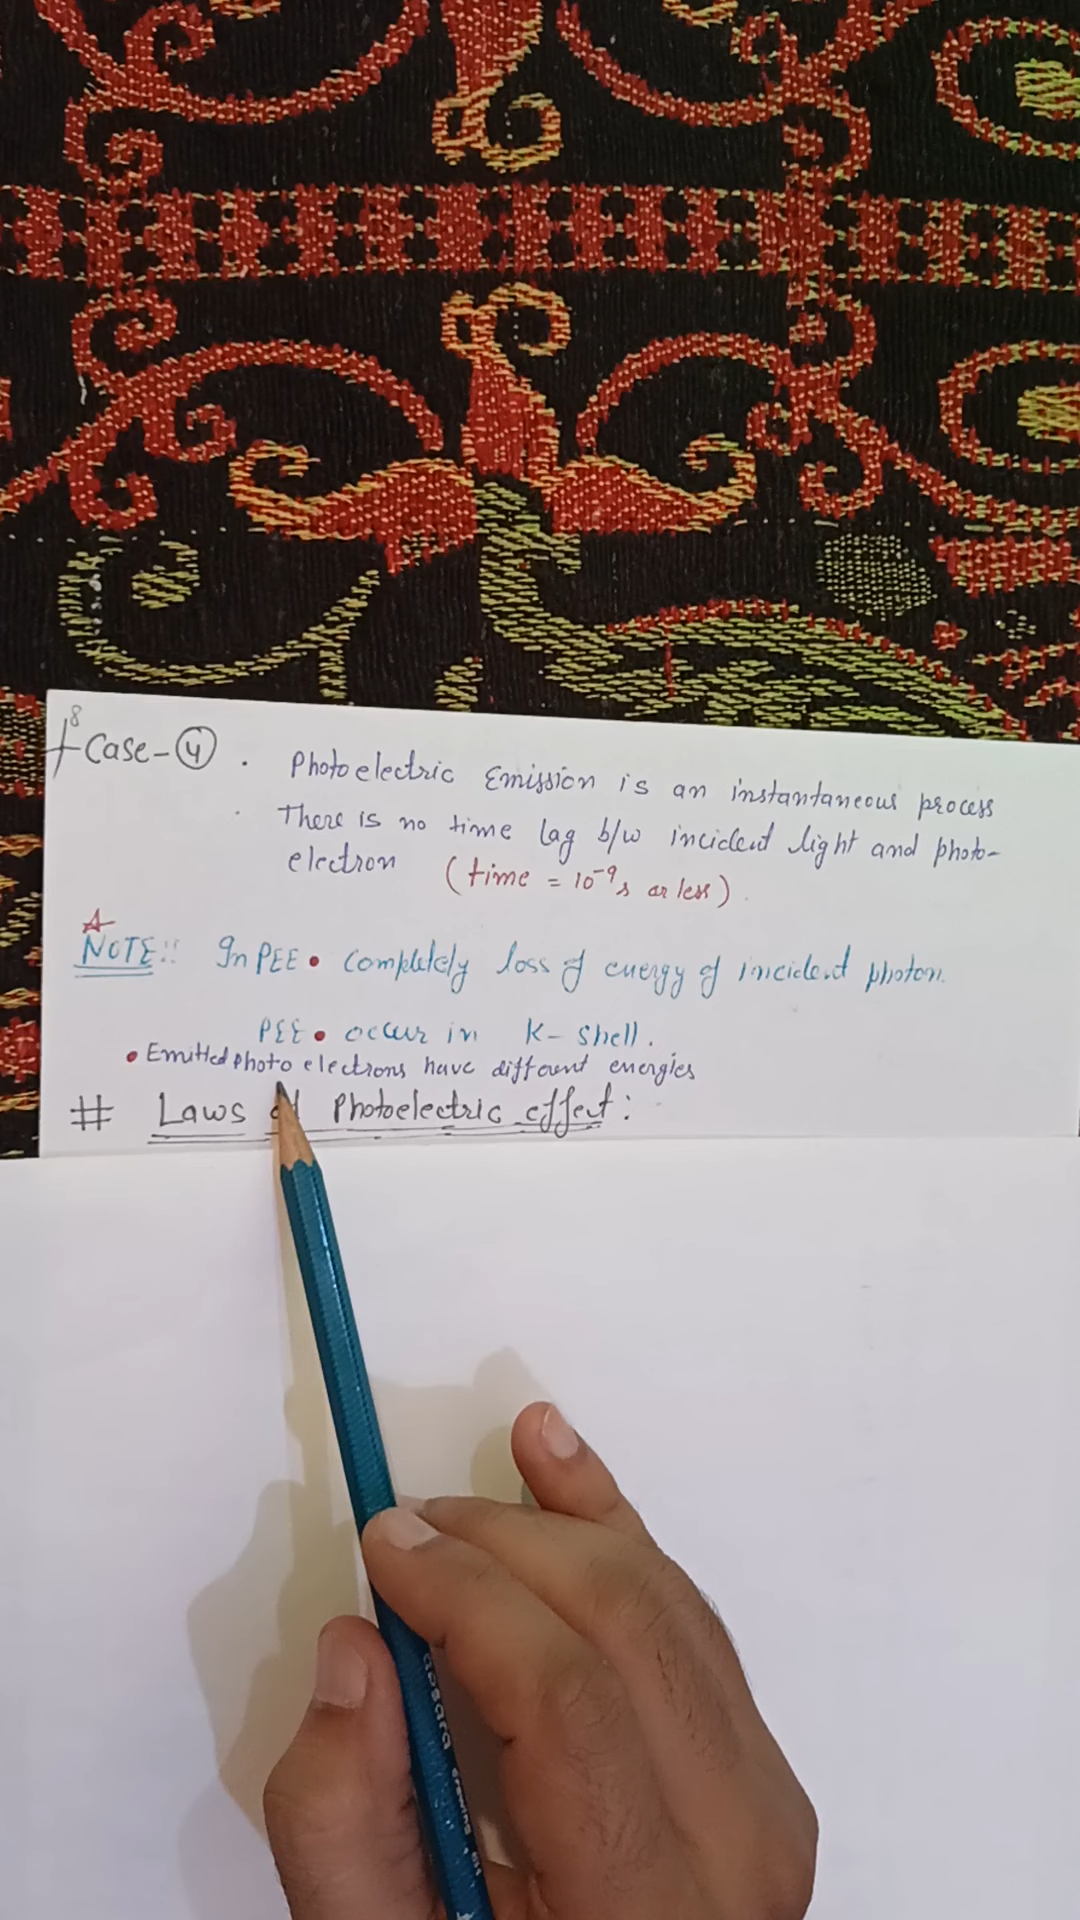 8
Case-4 . Photoelectric Emission is an instantaneous process
. There is no time lag b/w incident light and photo-
electron (time = 10⁻⁹s or less).
NOTE!! In PEE • completely loss of energy of incident photon.
PEE • occur in K-shell.
• Emitted photo electrons have different energies
# Laws of Photoelectric effect: